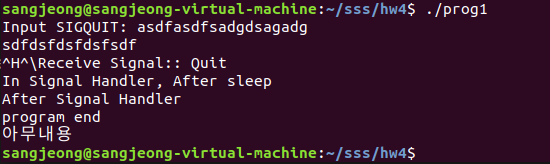 sangjeong@sangjeong-virtual-machine:~/sss/hw4$ ./prog1
Input SIGQUIT: asdfasdfsadgdsagadg
sdfdsfdsfdsfsdf
^H^\Receive Signal:: Quit
In Signal Handler, After sleep
After Signal Handler
program end
아무내용
sangjeong@sangjeong-virtual-machine:~/sss/hw4$